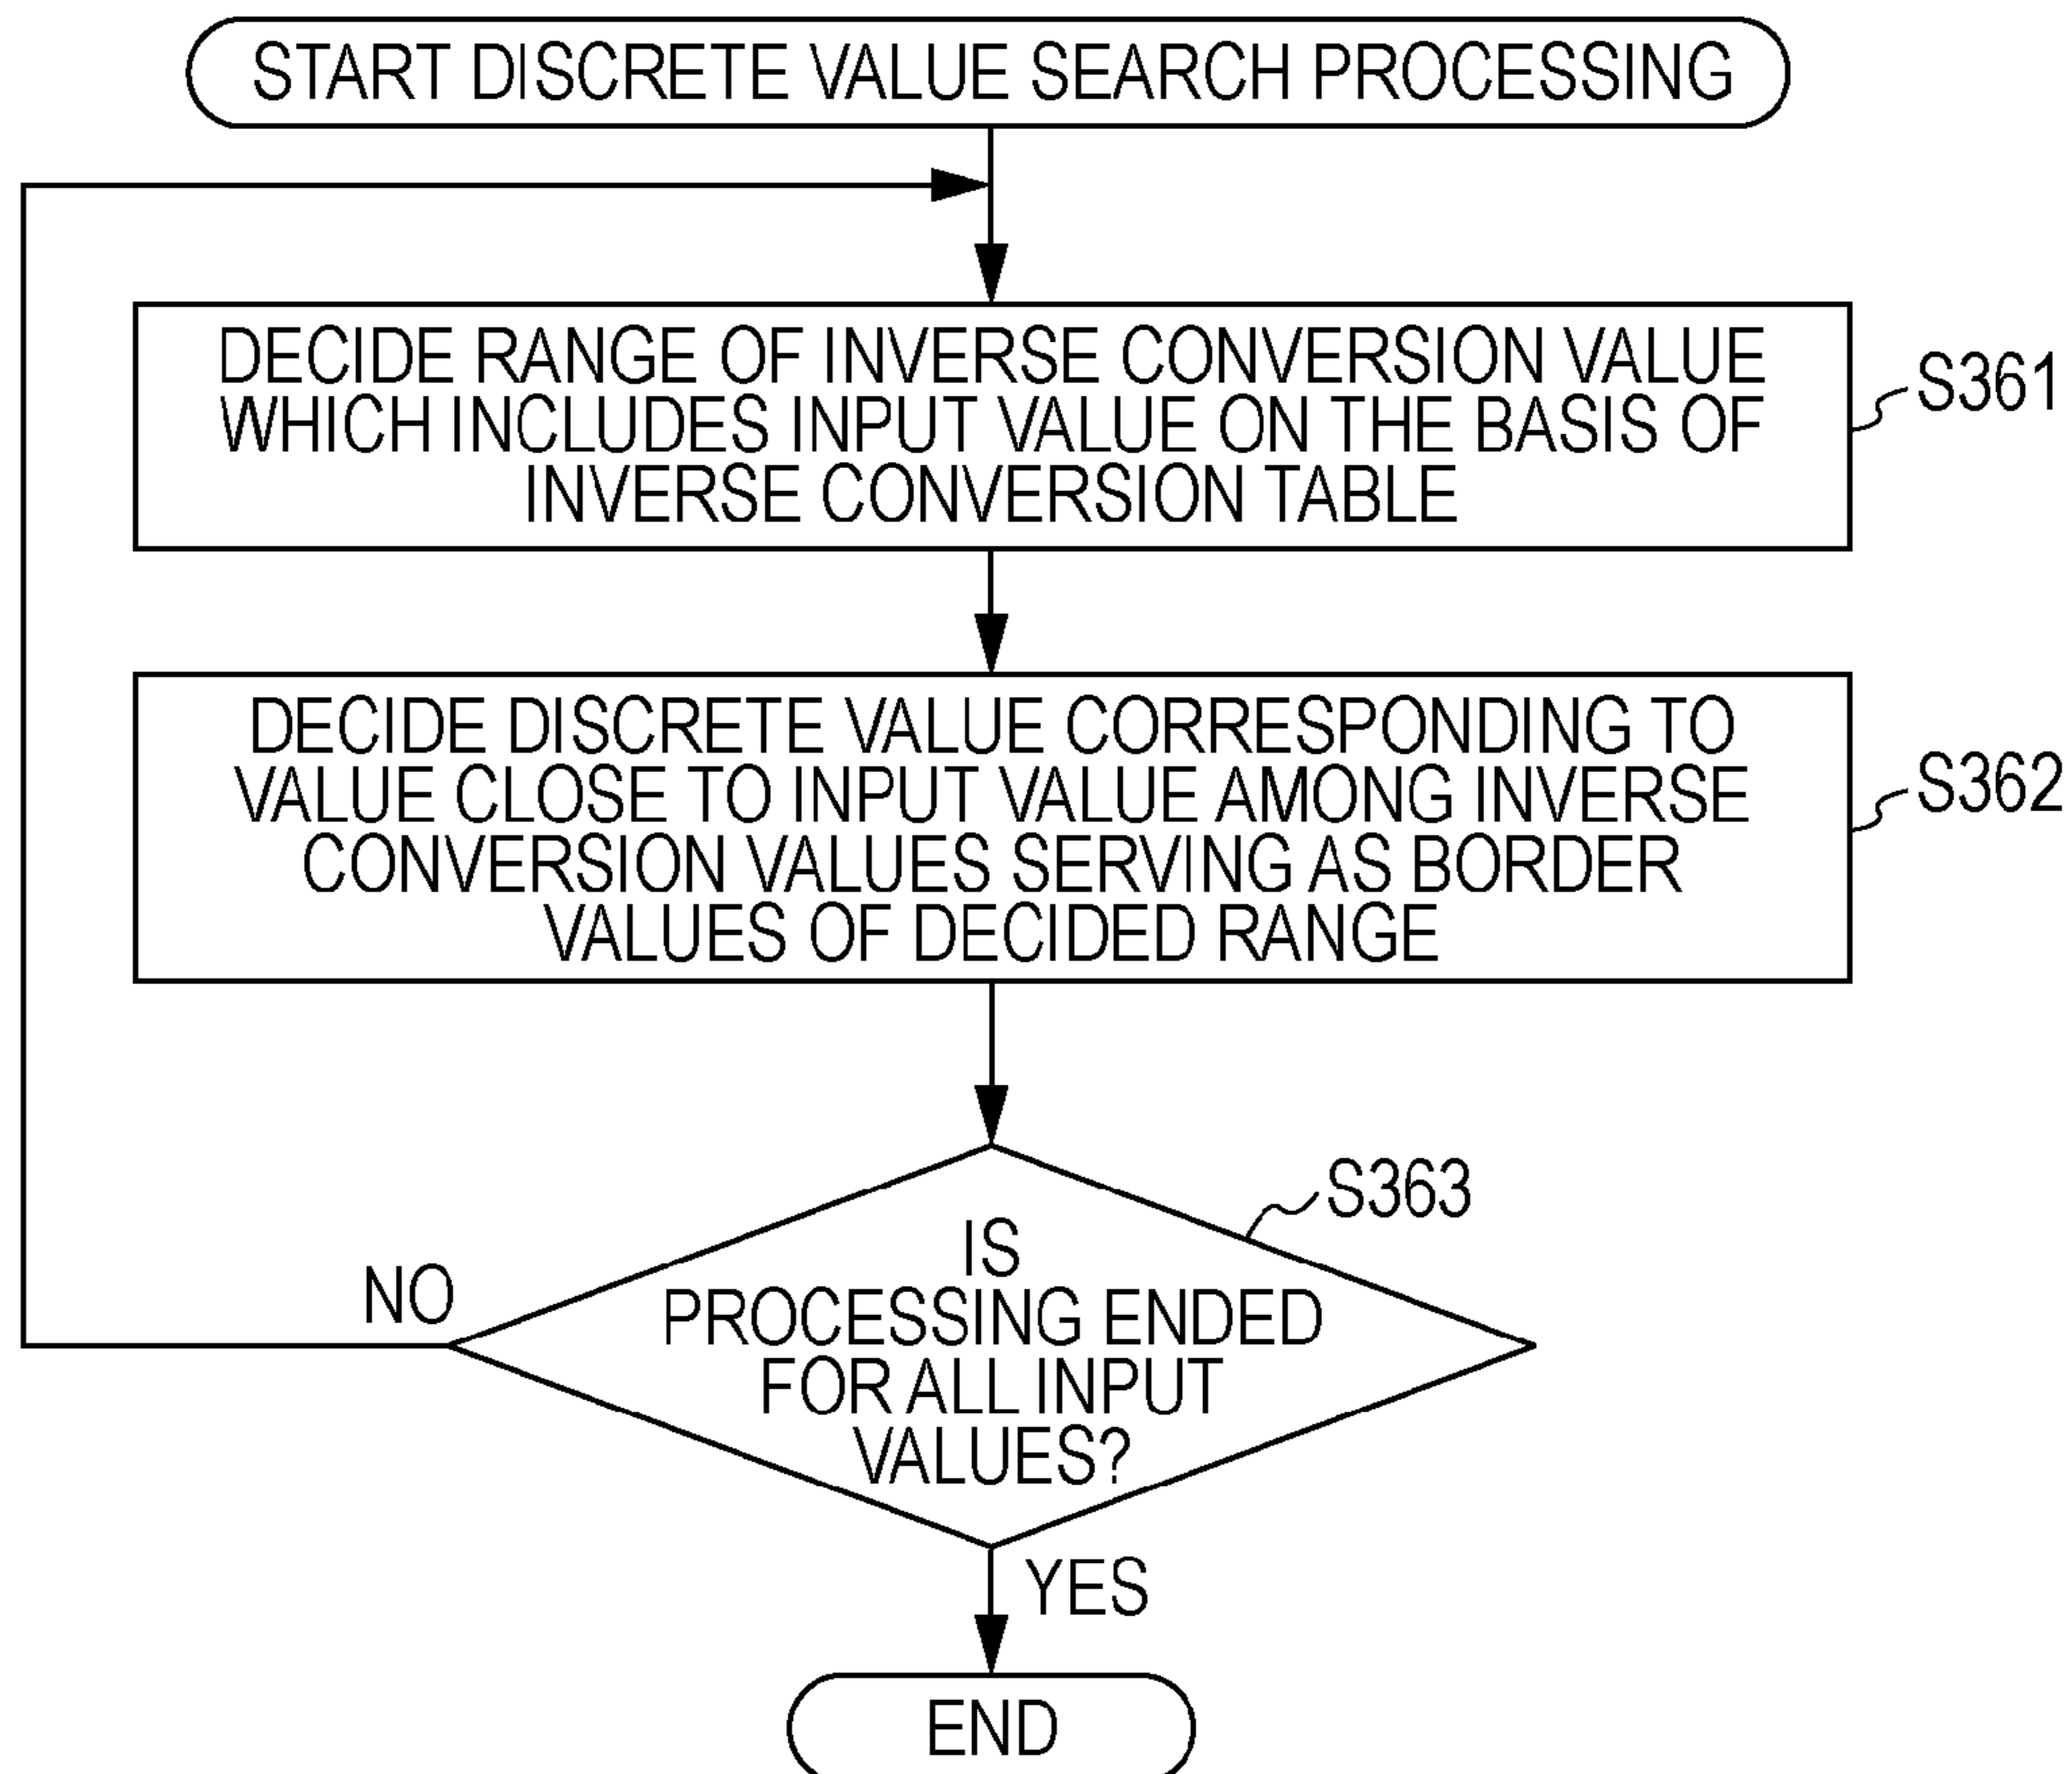 START DISCRETE VALUE SEARCH PROCESSING
DECIDE RANGE OF INVERSE CONVERSION VALUE
WHICH INCLUDES INPUT VALUE ON THE BASIS OF
INVERSE CONVERSION TABLE
S361
DECIDE DISCRETE VALUE CORRESPONDING TO
VALUE CLOSE TO INPUT VALUE AMONG INVERSE
CONVERSION VALUES SERVING AS BORDER
VALUES OF DECIDED RANGE
S362
S363
IS
PROCESSING ENDED
FOR ALL INPUT
VALUES?
NO
YES
END